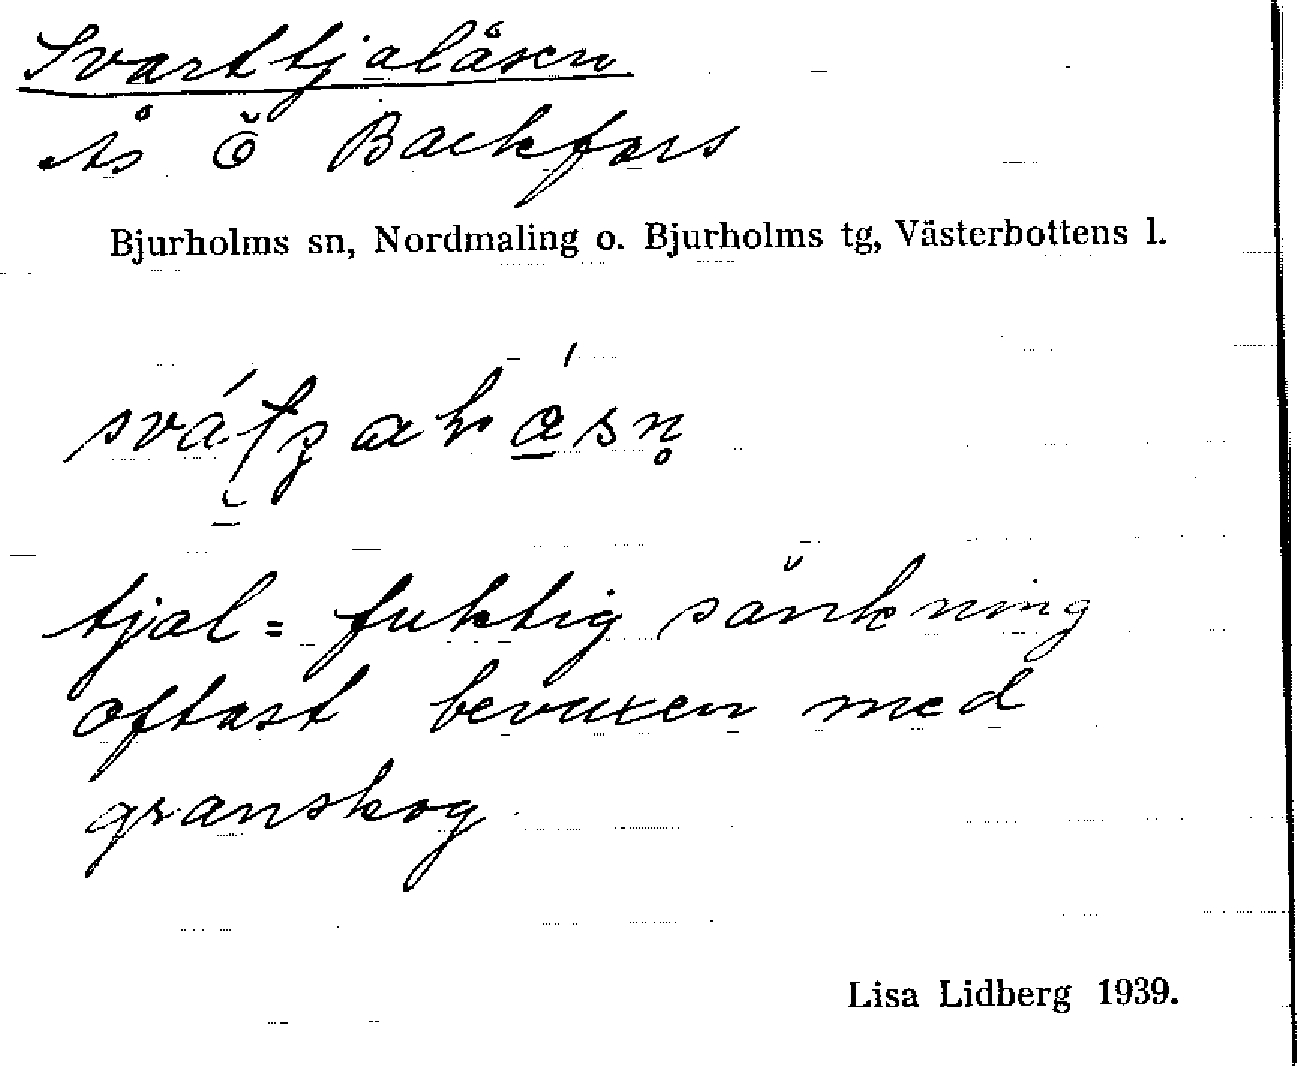 Svarttjalåsen
Ås Ö Backfors
Bjurholms sn, Nordmaling o. Bjurholms tg, Västerbottens l.
tjal = fuktig sänkning
oftast bevuxen med
granskog.
Lisa Lidberg 1939.